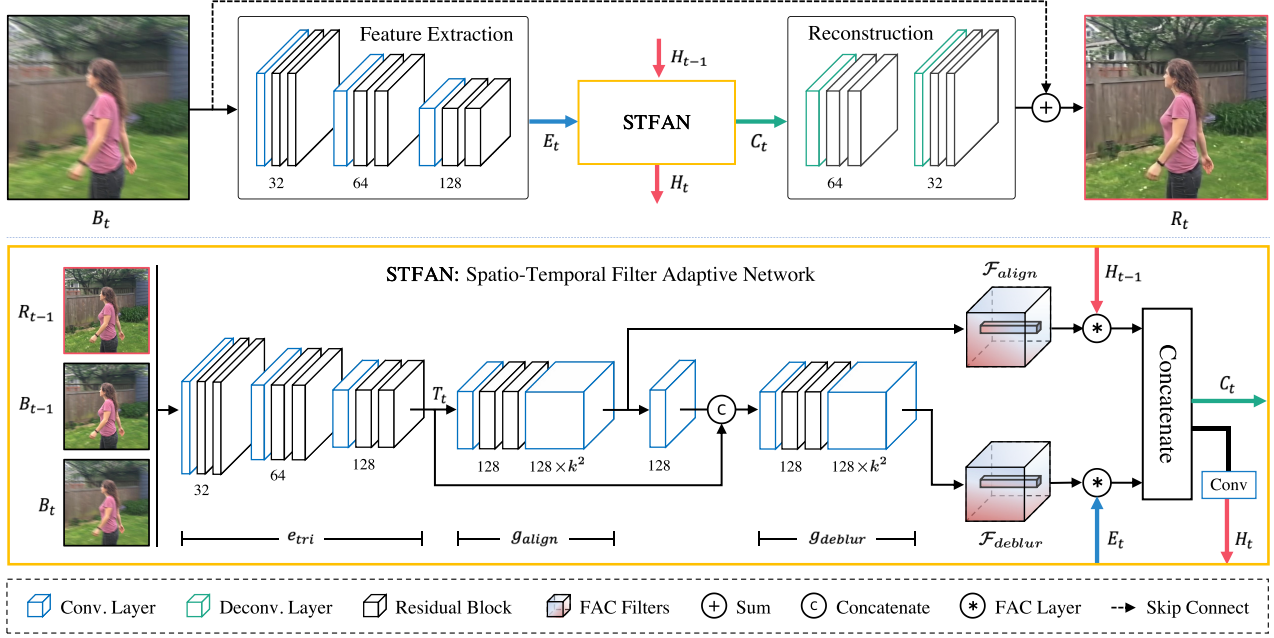 Feature Extraction
32
64
128
B_t
E_t
H_{t-1}
STFAN
H_t
C_t
Reconstruction
64
32
+
R_t
STFAN: Spatio-Temporal Filter Adaptive Network
R_{t-1}
B_{t-1}
B_t
32
64
128
T_t
128
128 × k²
128
C
128
128 × k²
e_{tri}
g_{align}
g_{deblur}
ℱ_{align}
ℱ_{deblur}
H_{t-1}
*
*
E_t
Concatenate
C_t
Conv
H_t
Conv. Layer
Deconv. Layer
Residual Block
FAC Filters
+ Sum
C Concatenate
* FAC Layer
Skip Connect